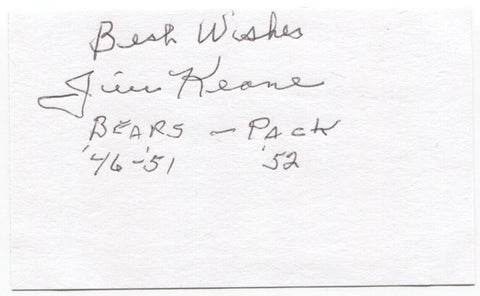 Best Wishes
Jim Keane
BEARS - PACK
'46-'51 '52